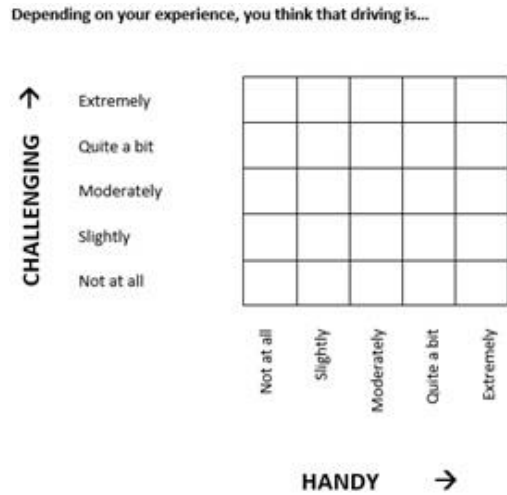 Depending on your experience, you think that driving is...
CHALLENGING →
Extremely
Quite a bit
Moderately
Slightly
Not at all
Not at all
Slightly
Moderately
Quite a bit
Extremely
HANDY →